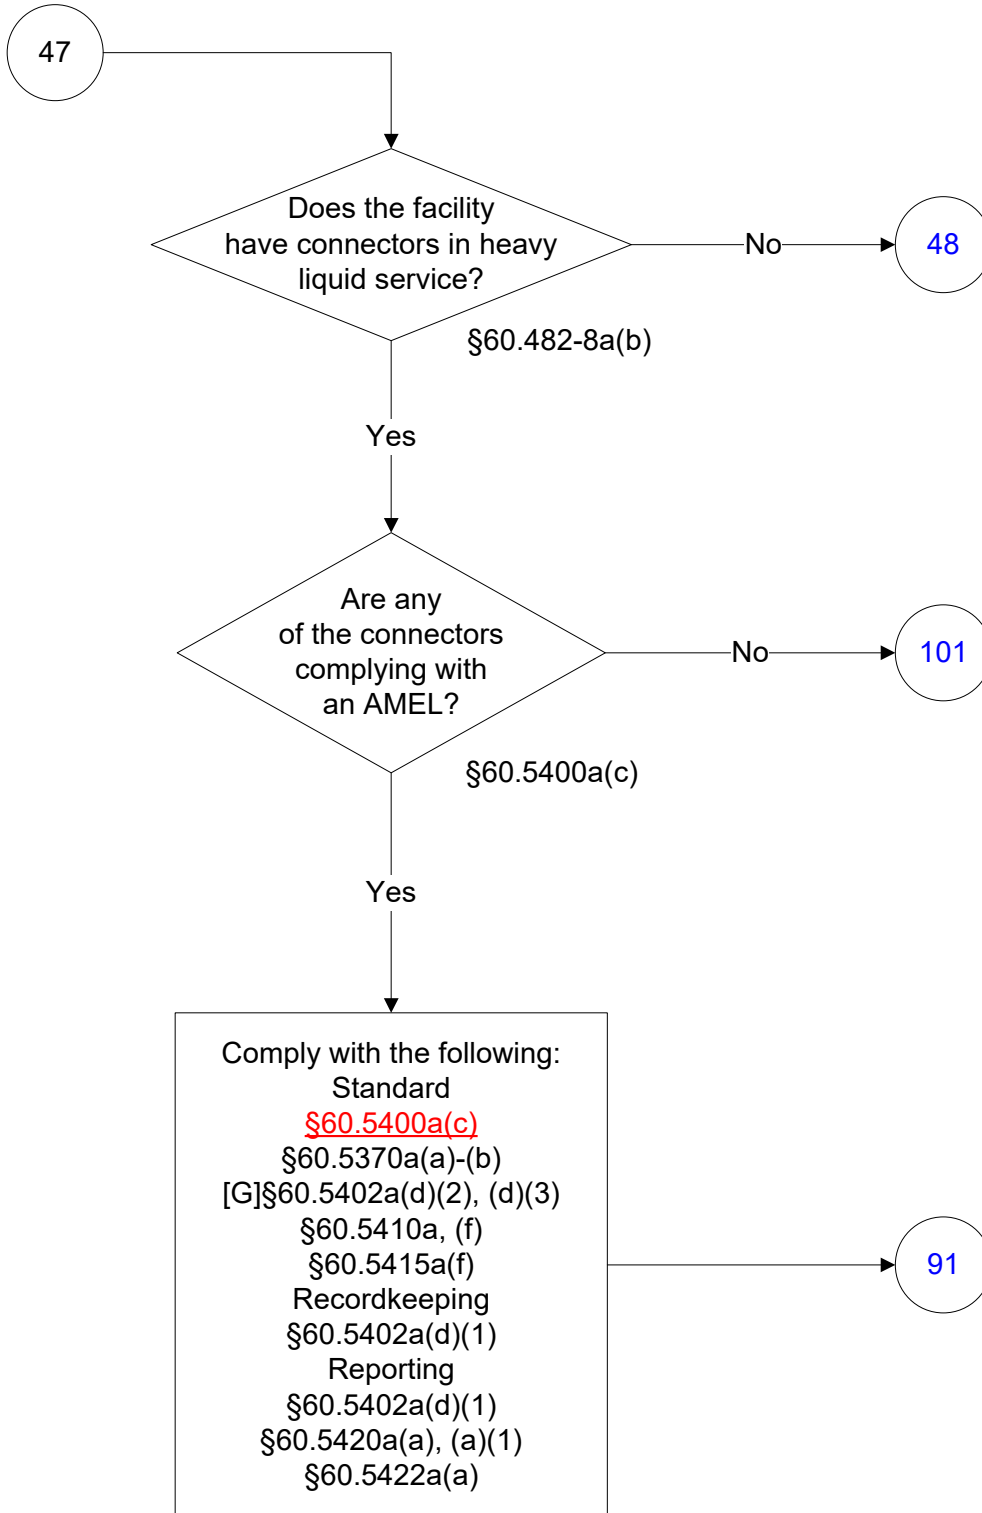 47
Does the facility
have connectors in heavy
liquid service?
No
48
§60.482-8a(b)
Yes
Are any
of the connectors
complying with
an AMEL?
No
101
§60.5400a(c)
Yes
Comply with the following:
Standard
§60.5400a(c)
§60.5370a(a)-(b)
[G]§60.5402a(d)(2), (d)(3)
§60.5410a, (f)
§60.5415a(f)
Recordkeeping
§60.5402a(d)(1)
Reporting
§60.5402a(d)(1)
§60.5420a(a), (a)(1)
§60.5422a(a)
91